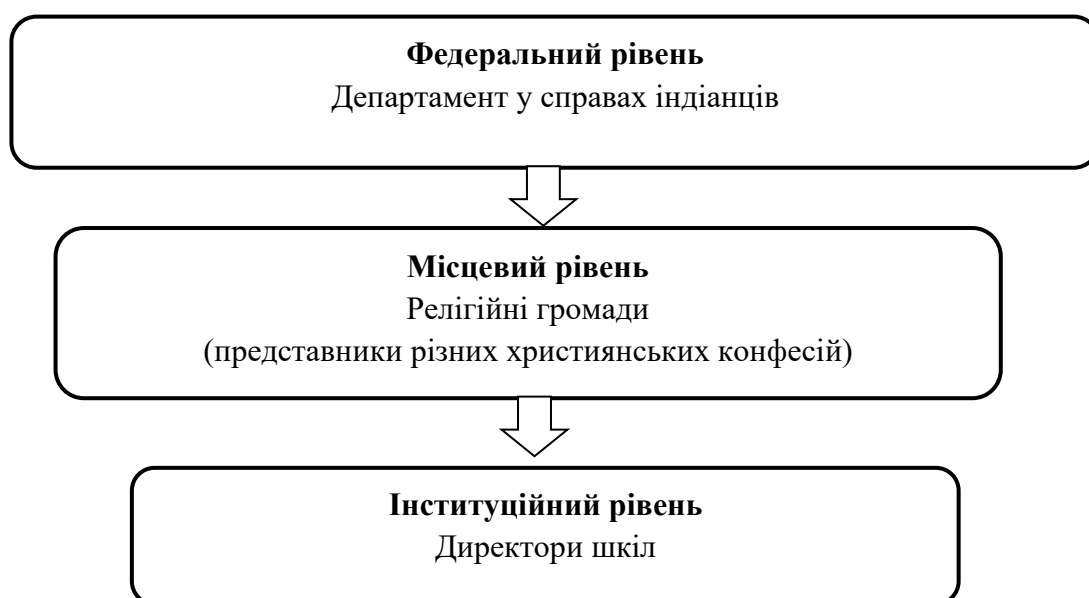 Федеральний рівень
Департамент у справах індіанців
Місцевий рівень
Релігійні громади
(представники різних християнських конфесій)
Інституційний рівень
Директори шкіл